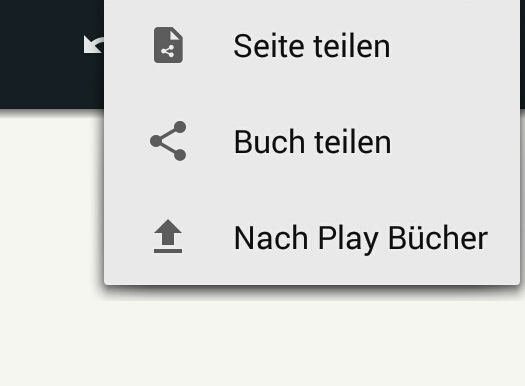 Seite teilen
Buch teilen
Nach Play Bücher